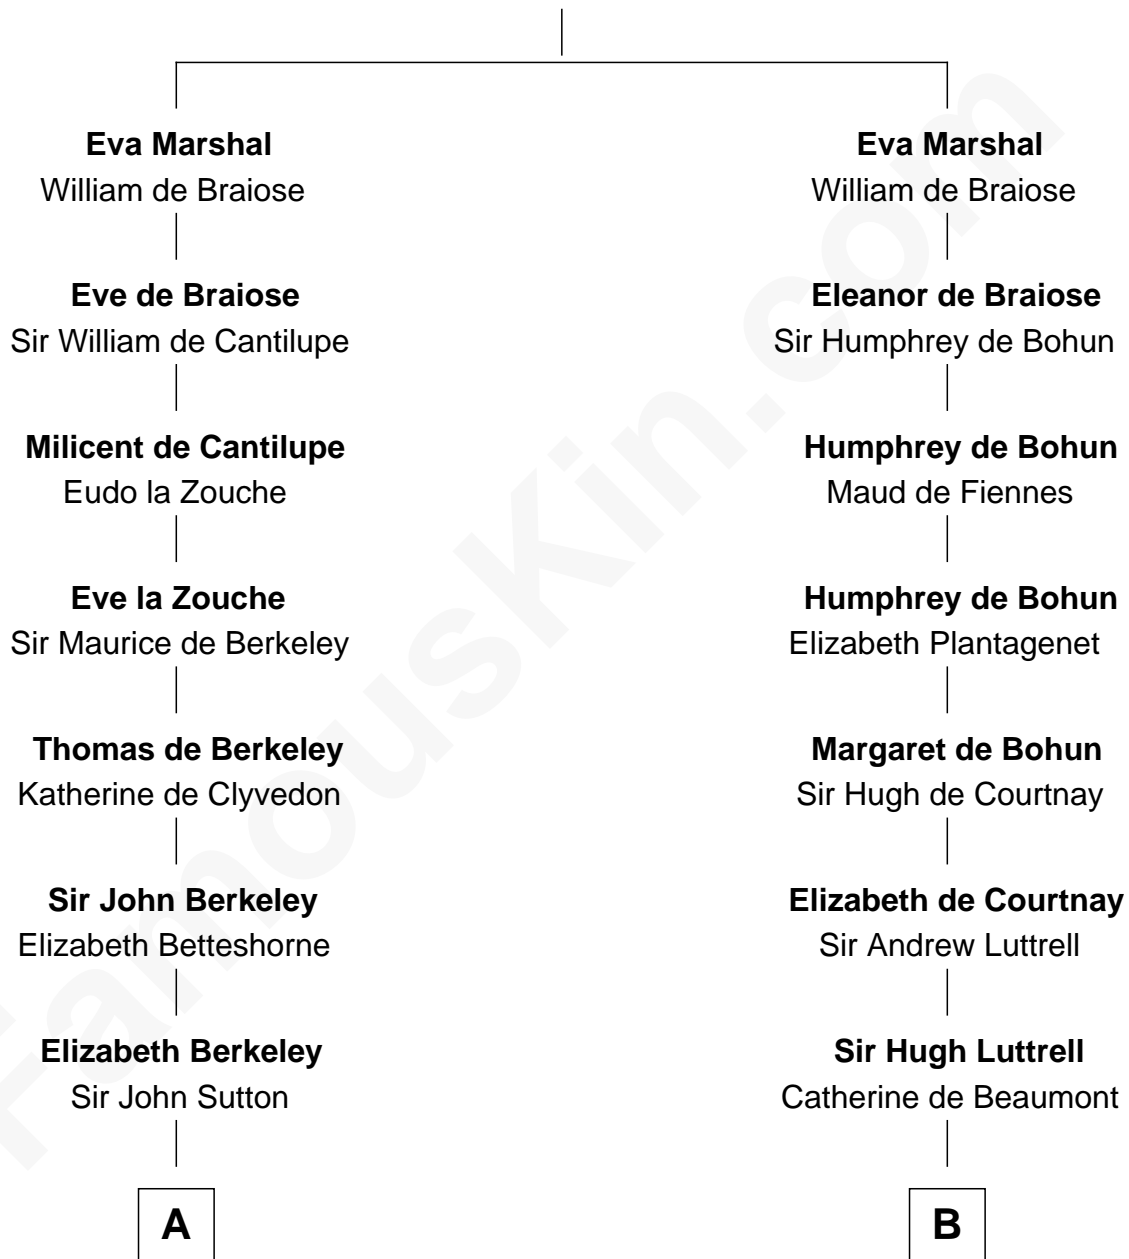 Eva Marshal
William de Braiose
Eve de Braiose
Sir William de Cantilupe
Milicent de Cantilupe
Eudo la Zouche
Eve la Zouche
Sir Maurice de Berkeley
Thomas de Berkeley
Katherine de Clyvedon
Sir John Berkeley
Elizabeth Betteshorne
Elizabeth Berkeley
Sir John Sutton
A
Eva Marshal
William de Braiose
Eleanor de Braiose
Sir Humphrey de Bohun
Humphrey de Bohun
Maud de Fiennes
Humphrey de Bohun
Elizabeth Plantagenet
Margaret de Bohun
Sir Hugh de Courtnay
Elizabeth de Courtnay
Sir Andrew Luttrell
Sir Hugh Luttrell
Catherine de Beaumont
B
FamousKin.com